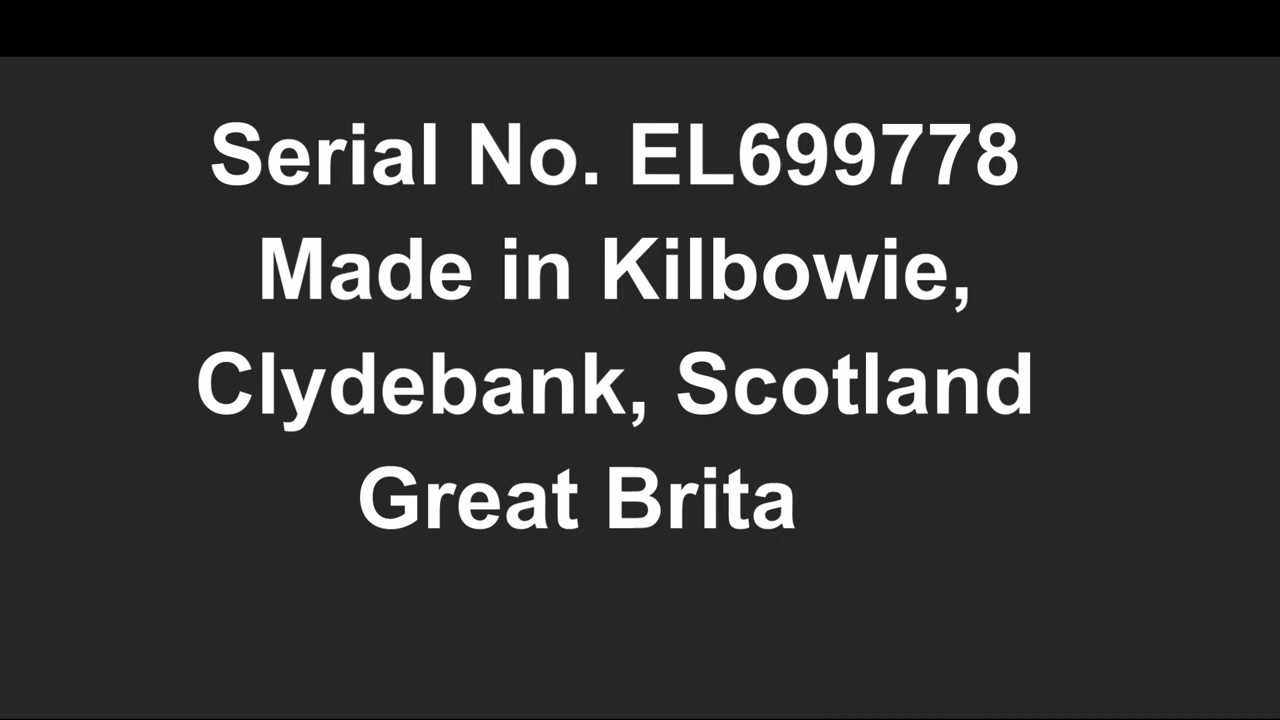 Serial No. EL699778
Made in Kilbowie,
Clydebank, Scotland
Great Brita